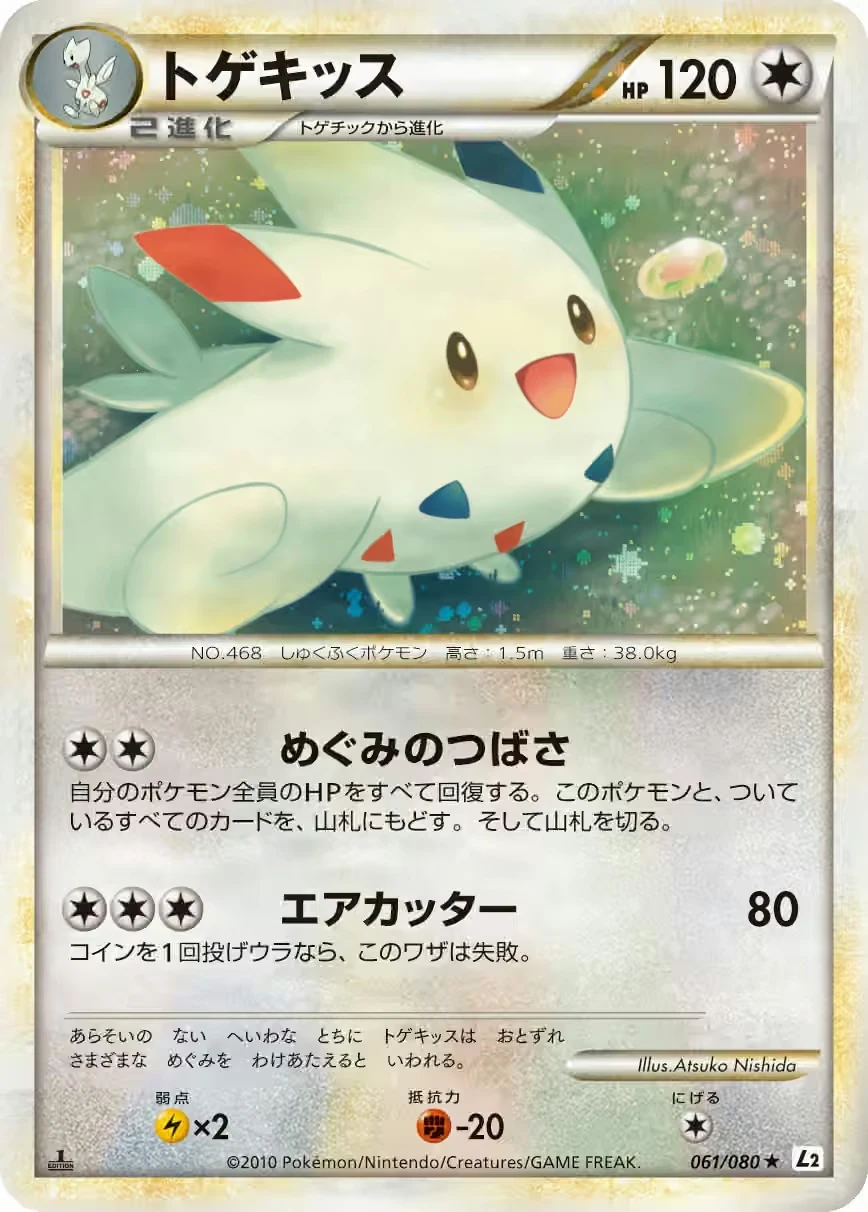 トゲキッス
HP 120
2進化
トゲチックから進化
NO.468 しゅくふくポケモン 高さ:1.5m 重さ:38.0kg
めぐみのつばさ
自分のポケモン全員のHPをすべて回復する。このポケモンと、ついて
いるすべてのカードを、山札にもどす。そして山札を切る。
エアカッター 80
コインを1回投げウラなら、このワザは失敗。
あらそいの ない へいわな とちに トゲキッスは おとずれ
さまざまな めぐみを わけあたえると いわれる。
Illus.Atsuko Nishida
弱点 抵抗力 にげる
×2 -20
1 EDITION
©2010 Pokémon/Nintendo/Creatures/GAME FREAK. 061/080 ★ L2